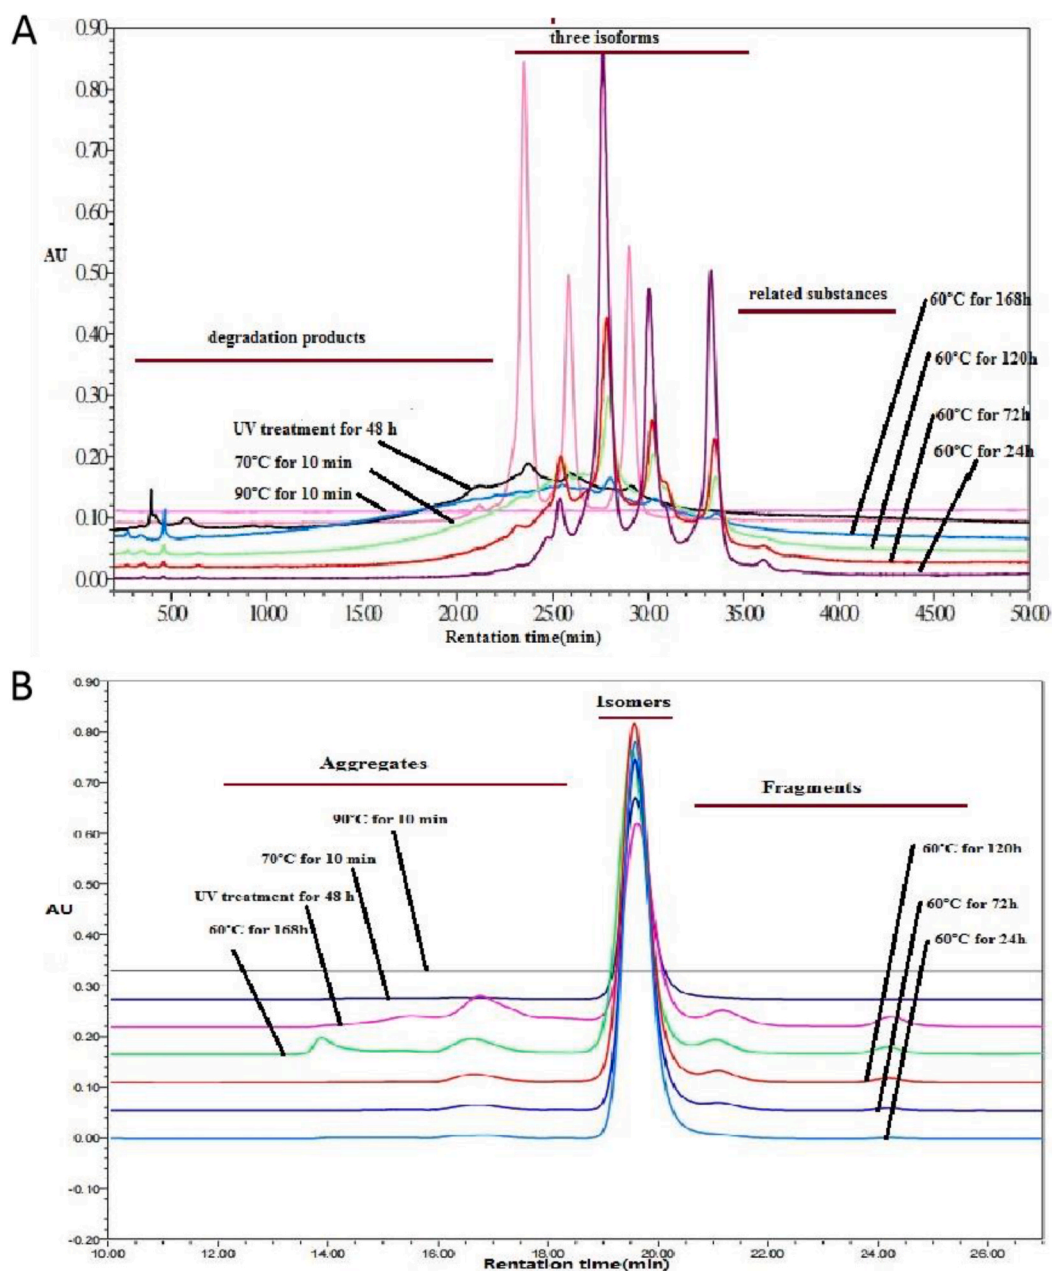 A
0.90
three isoforms
0.80
0.70
0.60
AU
0.50
related substances
60°C for 168h
0.40
degradation products
60°C for 120h
0.30
UV treatment for 48 h
60°C for 72h
0.20
70°C for 10 min
60°C for 24h
90°C for 10 min
0.10
0.00
5.00 10.00 15.00 20.00 25.00 30.00 35.00 40.00 45.00 50.00
Rentation time(min)
B
0.90
Isomers
0.80
Aggregates
0.70
Fragments
90°C for 10 min
0.60
60°C for 120h
70°C for 10 min
0.50
UV treatment for 48 h
60°C for 72h
AU
60°C for 168h
60°C for 24h
0.40
0.30
0.20
0.10
0.00
-0.10
-0.20
10.00 12.00 14.00 16.00 18.00 20.00 22.00 24.00 26.00
Rentation time(min)